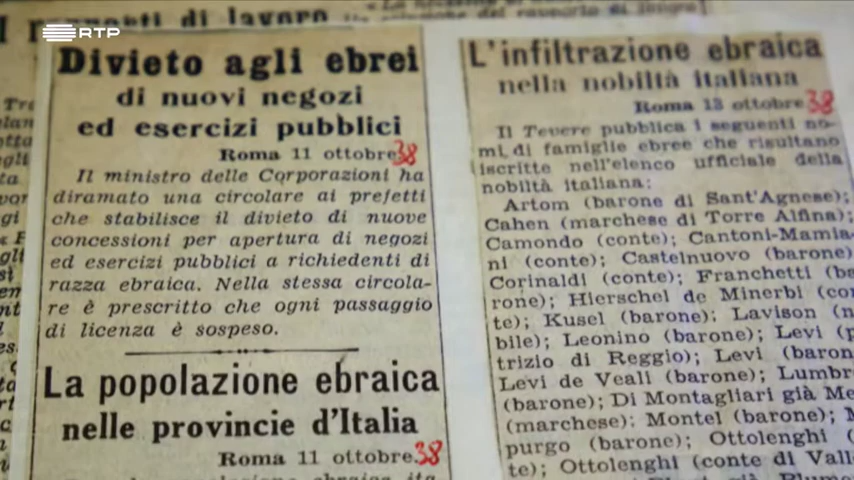 RTP
di lavoro
Divieto agli ebrei
di nuovi negozi
ed esercizi pubblici
Roma 11 ottobre 38
Il ministro delle Corporazioni ha
diramato una circolare ai prefetti
che stabilisce il divieto di nuove
concessioni per apertura di negozi
ed esercizi pubblici a richiedenti di
razza ebraica. Nella stessa circola-
re è prescritto che ogni passaggio
di licenza è sospeso.
La popolazione ebraica
nelle provincie d'Italia
Roma 11 ottobre 38
L'infiltrazione ebraica
nella nobiltà italiana
Roma 13 ottobre 38
Il Tevere pubblica i seguenti no-
mi di famiglie ebree che risultano
iscritte nell'elenco ufficiale della
nobiltà italiana:
Artom (barone di Sant'Agnese);
Cahen (marchese di Torre Alfina);
Camondo (conte); Cantoni-Mamia-
ni (conte); Castelnuovo (barone)
Corinaldi (conte); Franchetti (ba-
rone); Hierschel de Minerbi (con
te); Kusel (barone); Lavison (n
bile); Leonino (barone); Levi (p
trizio di Reggio); Levi (baron
Levi de Veali (barone); Lumbr
(barone); Di Montagliari già Me
(marchese); Montel (barone); M
purgo (barone); Ottolenghi (
te); Ottolenghi (conte di Vall